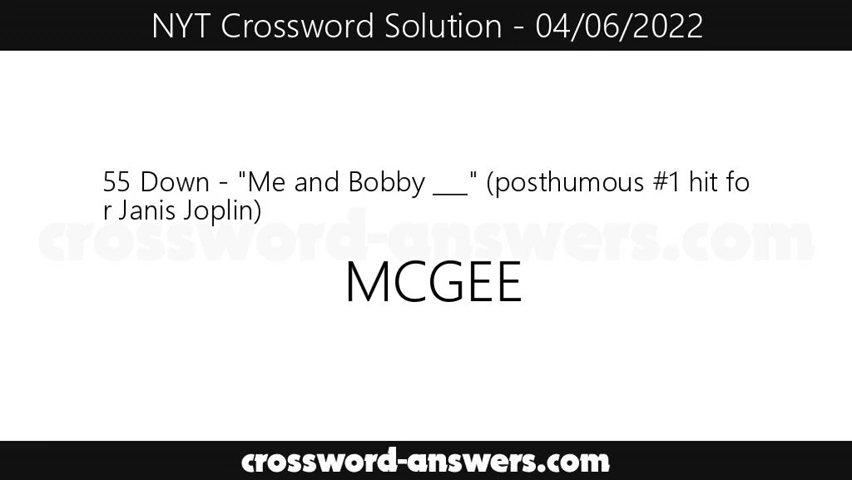 NYT Crossword Solution - 04/06/2022
55 Down - "Me and Bobby ___" (posthumous #1 hit fo
r Janis Joplin)
crossword-answers.com
MCGEE
crossword-answers.com